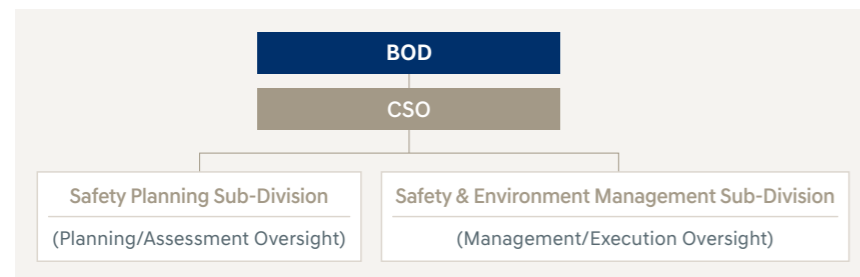 BOD
CSO
Safety Planning Sub-Division
(Planning/Assessment Oversight)
Safety & Environment Management Sub-Division
(Management/Execution Oversight)